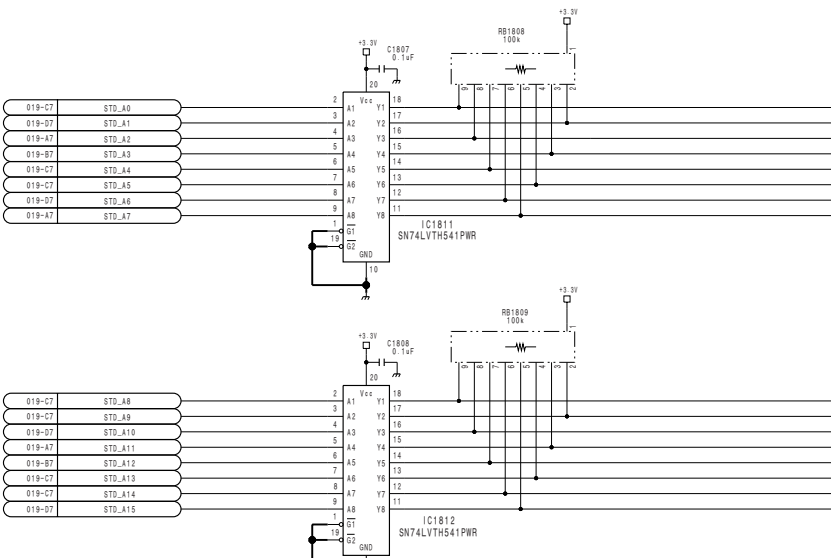 +3.3V
RB1808
100k
1
9 8 7 6 5 4 3 2
+3.3V
C1807
0.1uF
20
Vcc
019-C7 STD_A0 2 A1 Y1 18
019-D7 STD_A1 3 A2 Y2 17
019-A7 STD_A2 4 A3 Y3 16
019-B7 STD_A3 5 A4 Y4 15
019-C7 STD_A4 6 A5 Y5 14
019-C7 STD_A5 7 A6 Y6 13
019-D7 STD_A6 8 A7 Y7 12
019-A7 STD_A7 9 A8 Y8 11
1 G1
19 G2
GND
10
IC1811
SN74LVTH541PWR
+3.3V
RB1809
100k
1
9 8 7 6 5 4 3 2
+3.3V
C1808
0.1uF
20
Vcc
019-C7 STD_A8 2 A1 Y1 18
019-C7 STD_A9 3 A2 Y2 17
019-D7 STD_A10 4 A3 Y3 16
019-A7 STD_A11 5 A4 Y4 15
019-B7 STD_A12 6 A5 Y5 14
019-C7 STD_A13 7 A6 Y6 13
019-C7 STD_A14 8 A7 Y7 12
019-D7 STD_A15 9 A8 Y8 11
1 G1
19 G2
GND
IC1812
SN74LVTH541PWR